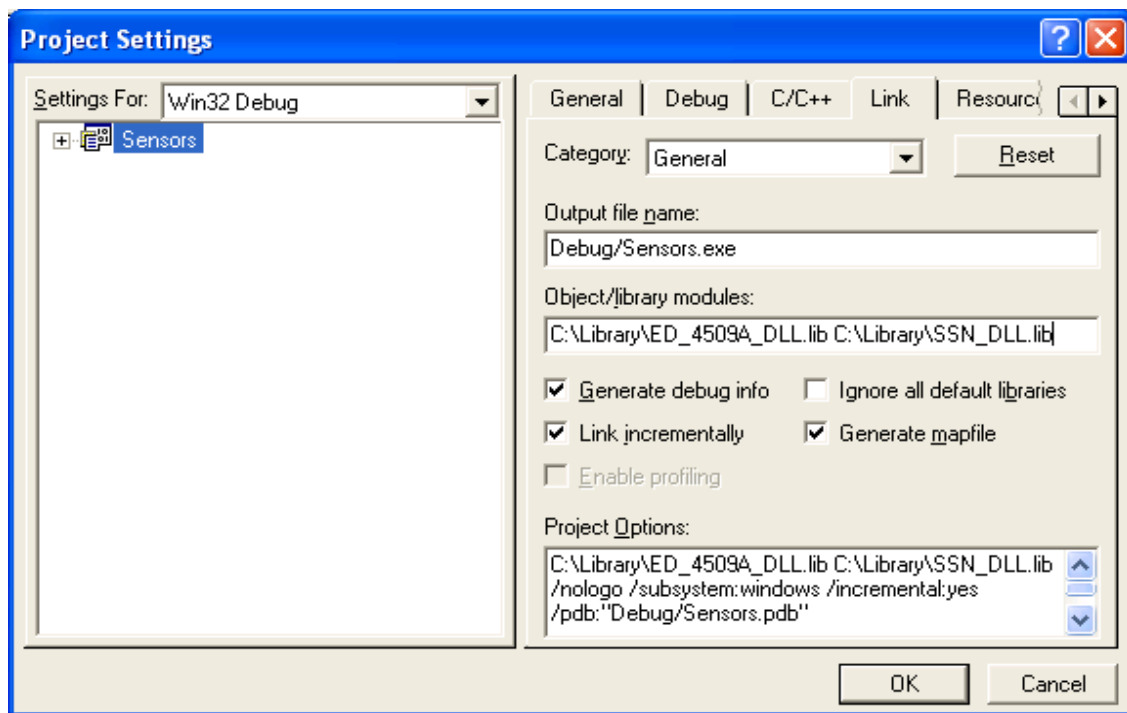 Project Settings
Settings For: Win32 Debug
Sensors
General Debug C/C++ Link
Category: General Reset
Output file name:
Debug/Sensors.exe
Object/library modules:
C:\Library\ED_4509A_DLL.lib C:\Library\SSN_DLL.lib
Generate debug info Ignore all default libraries
Link incrementally Generate mapfile
Enable profiling
Project Options:
C:\Library\ED_4509A_DLL.lib C:\Library\SSN_DLL.lib
/nologo /subsystem:windows /incremental:yes
/pdb:"Debug/Sensors.pdb"
OK Cancel